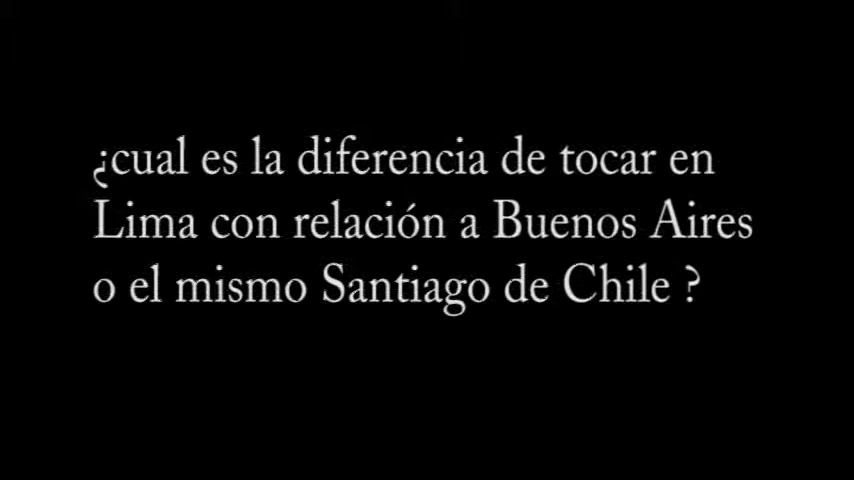 ¿cual es la diferencia de tocar en
Lima con relación a Buenos Aires
o el mismo Santiago de Chile ?